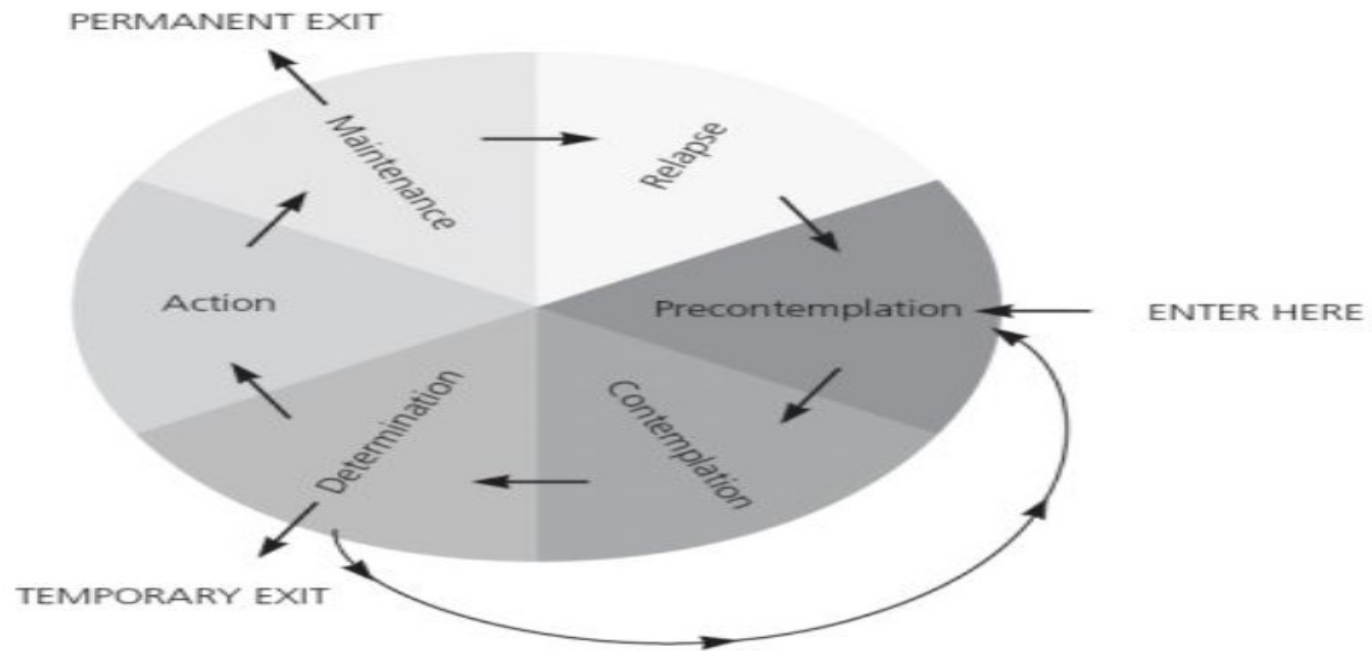 PERMANENT EXIT
Maintenance
Relapse
Action
Precontemplation
ENTER HERE
Determination
Contemplation
TEMPORARY EXIT